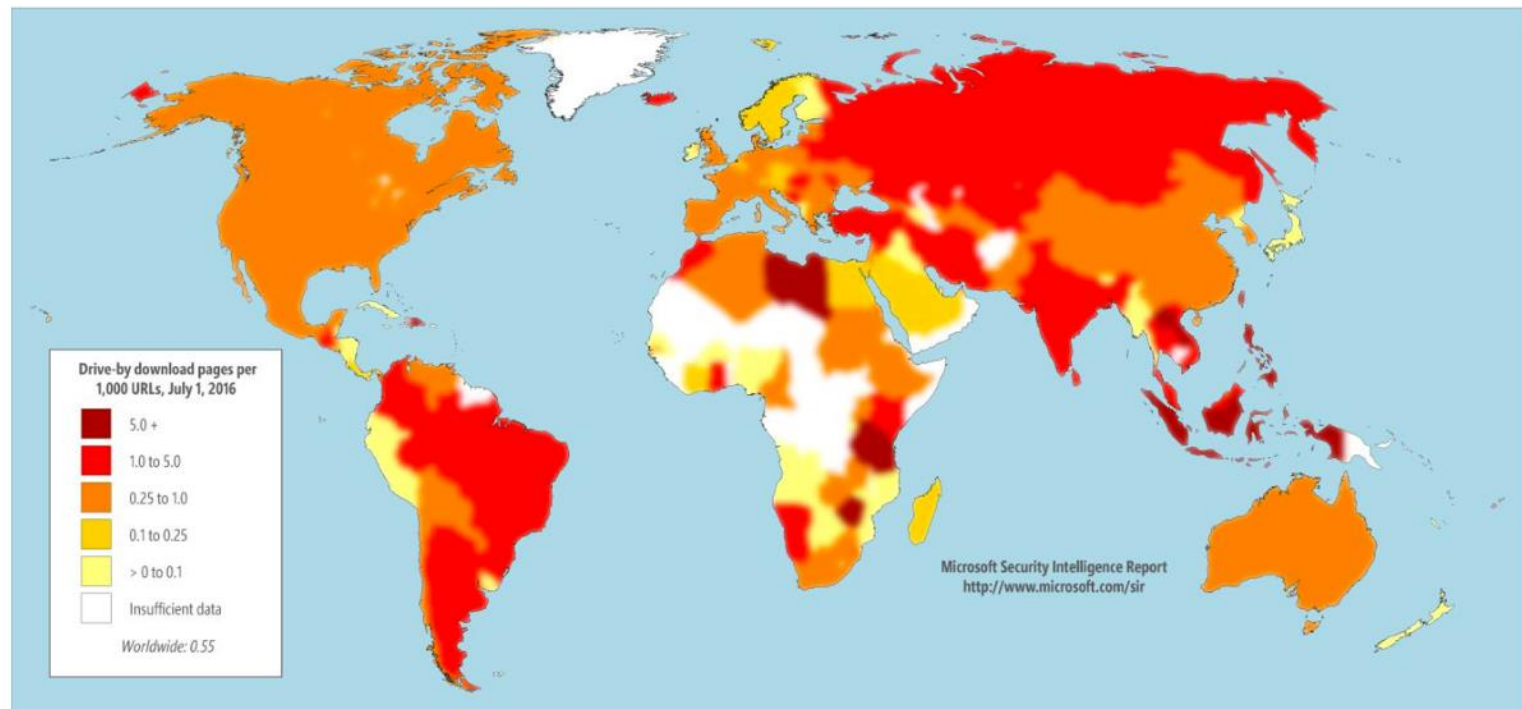 Drive-by download pages per
1,000 URLs, July 1, 2016
5.0 +
1.0 to 5.0
0.25 to 1.0
0.1 to 0.25
> 0 to 0.1
Insufficient data
Worldwide: 0.55
Microsoft Security Intelligence Report
http://www.microsoft.com/sir